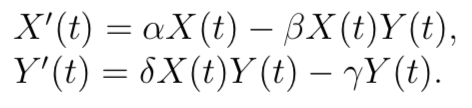 X′(t) = αX(t) − βX(t)Y(t),
Y′(t) = δX(t)Y(t) − γY(t).